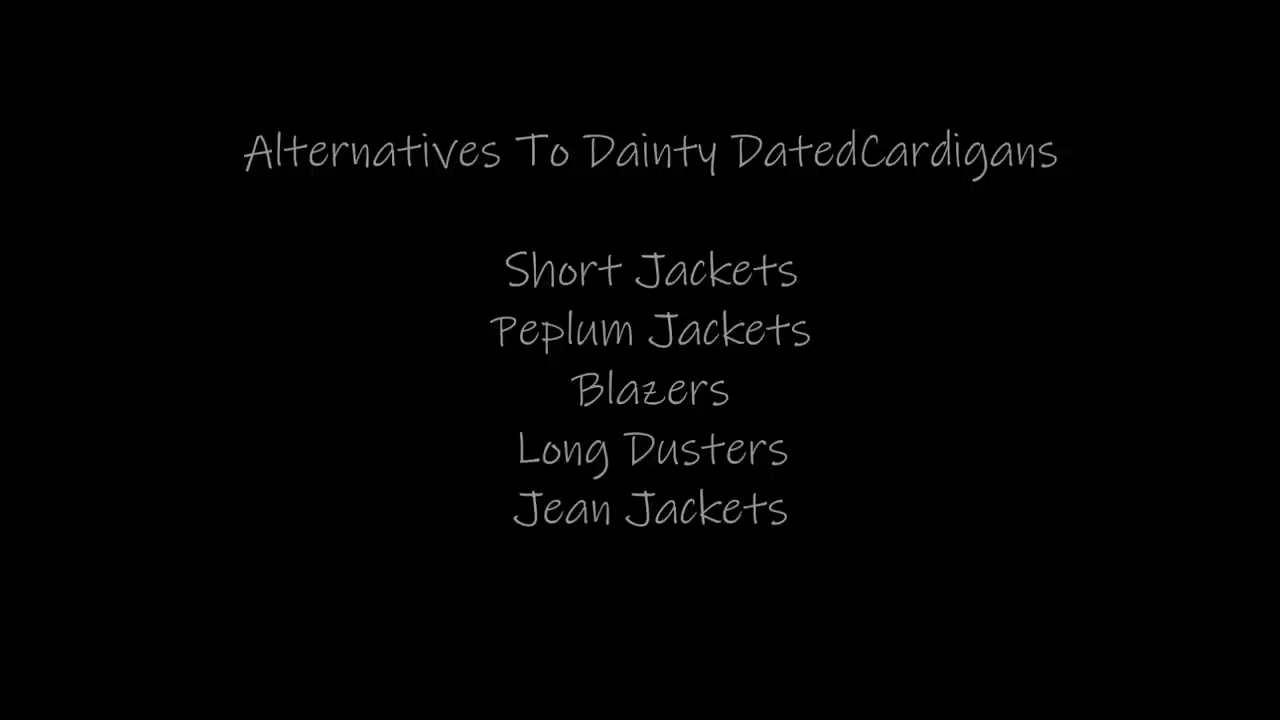 Alternatives To Dainty DatedCardigans
Short Jackets
Peplum Jackets
Blazers
Long Dusters
Jean Jackets